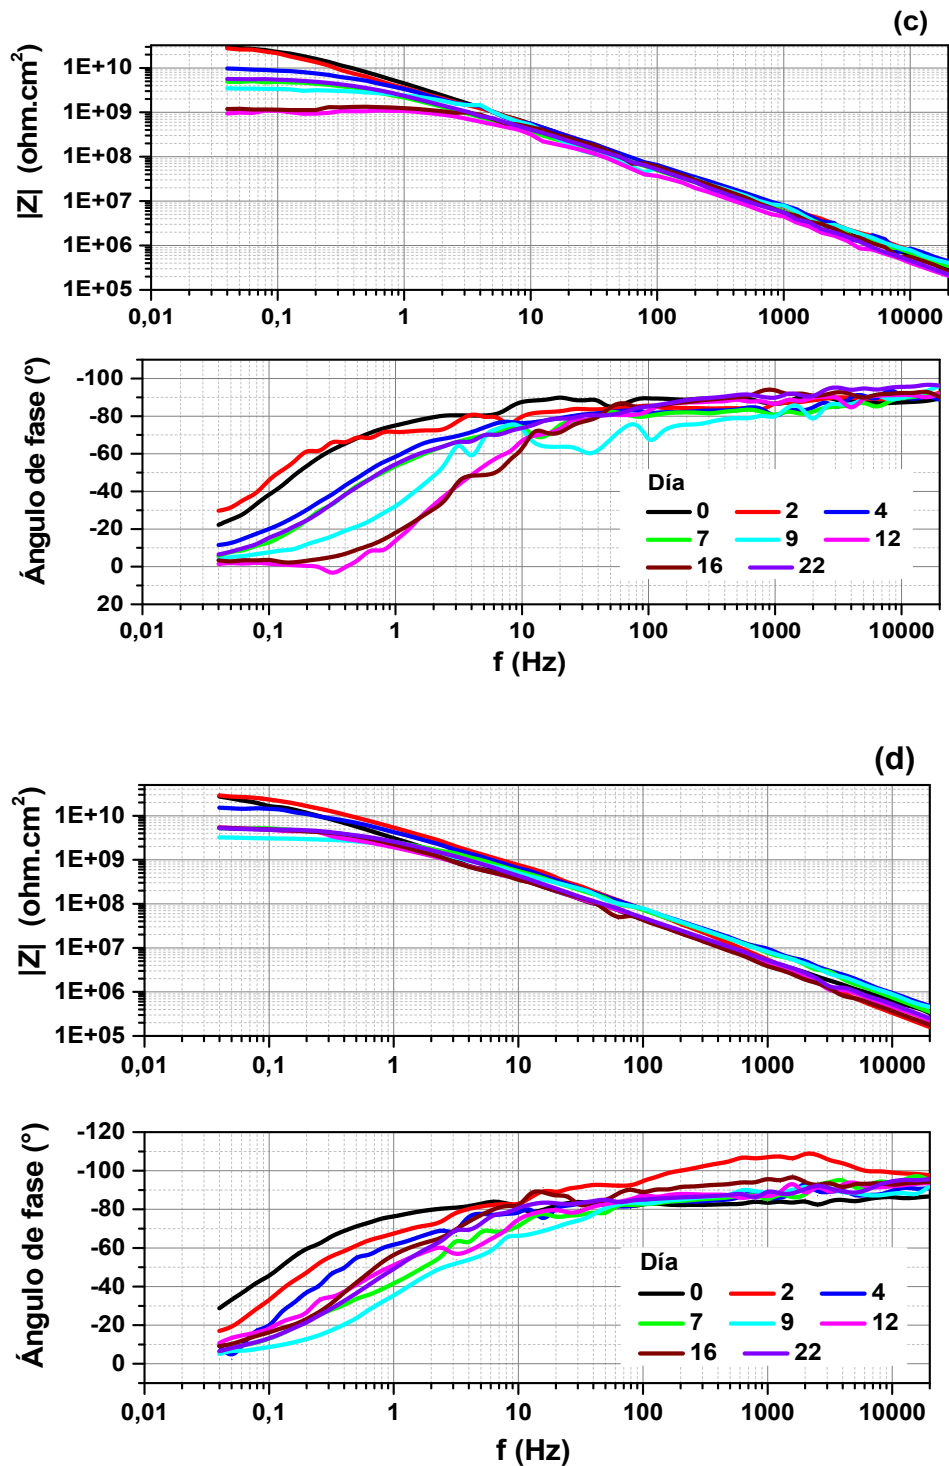 (c)
|Z| (ohm.cm²)
1E+10
1E+09
1E+08
1E+07
1E+06
1E+05
0,01 0,1 1 10 100 1000 10000
Ángulo de fase (°)
-100
-80
-60
-40
-20
0
20
Día
0 2 4
7 9 12
16 22
0,01 0,1 1 10 100 1000 10000
f (Hz)
(d)
|Z| (ohm.cm²)
1E+10
1E+09
1E+08
1E+07
1E+06
1E+05
0,01 0,1 1 10 100 1000 10000
Ángulo de fase (°)
-120
-100
-80
-60
-40
-20
0
Día
0 2 4
7 9 12
16 22
0,01 0,1 1 10 100 1000 10000
f (Hz)